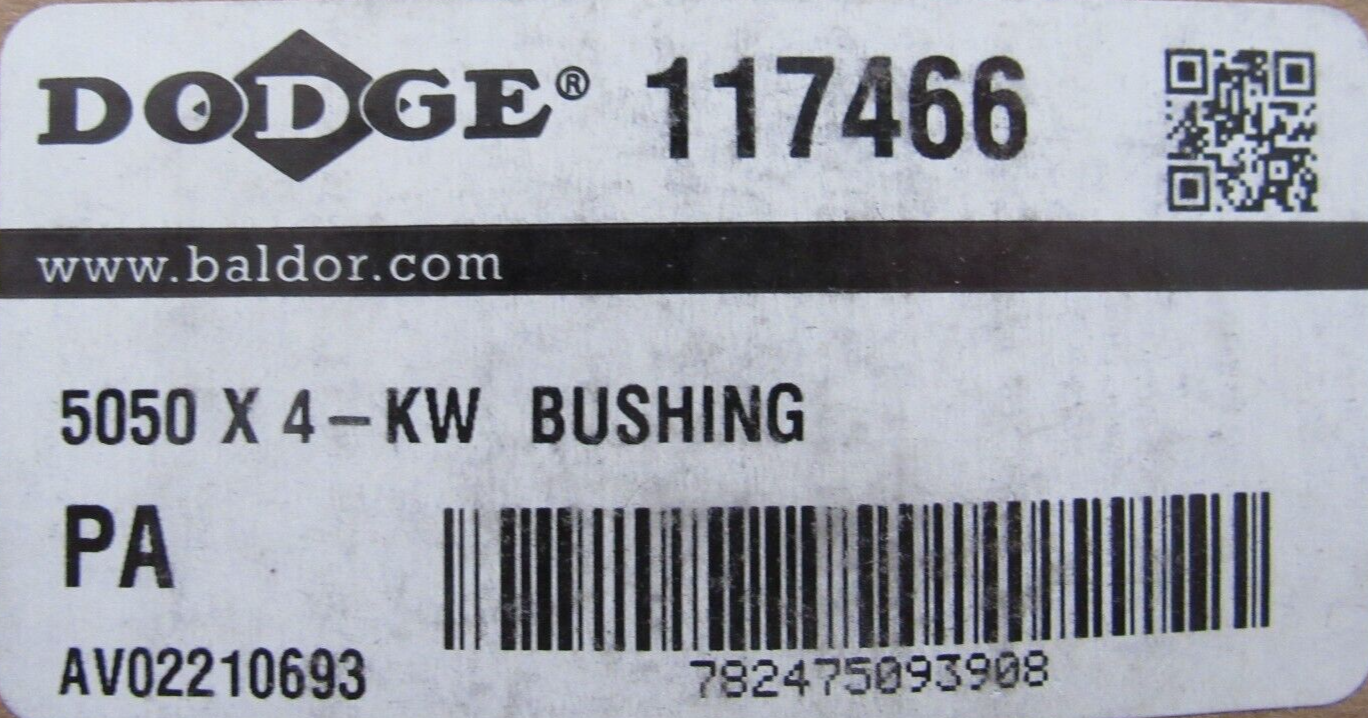 DODGE® 117466
www.baldor.com
5050 X 4-KW BUSHING
PA
AV02210693
782475093908